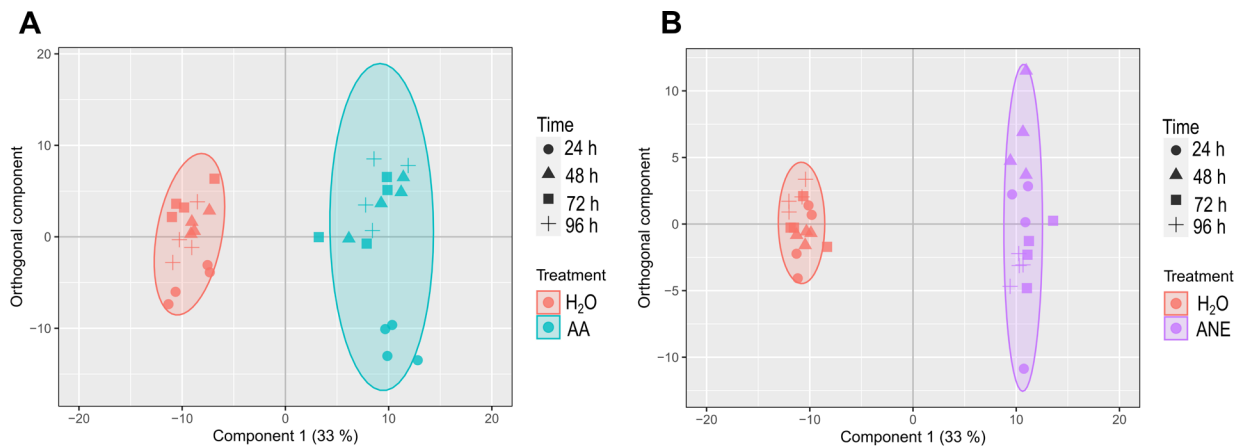 A
Orthogonal component
20
10
0
−10
−20
−10
0
10
20
Component 1 (33 %)
Time
24 h
48 h
72 h
96 h
Treatment
H₂O
AA
B
Orthogonal component
10
5
0
−5
−10
−20
−10
0
10
20
Component 1 (33 %)
Time
24 h
48 h
72 h
96 h
Treatment
H₂O
ANE